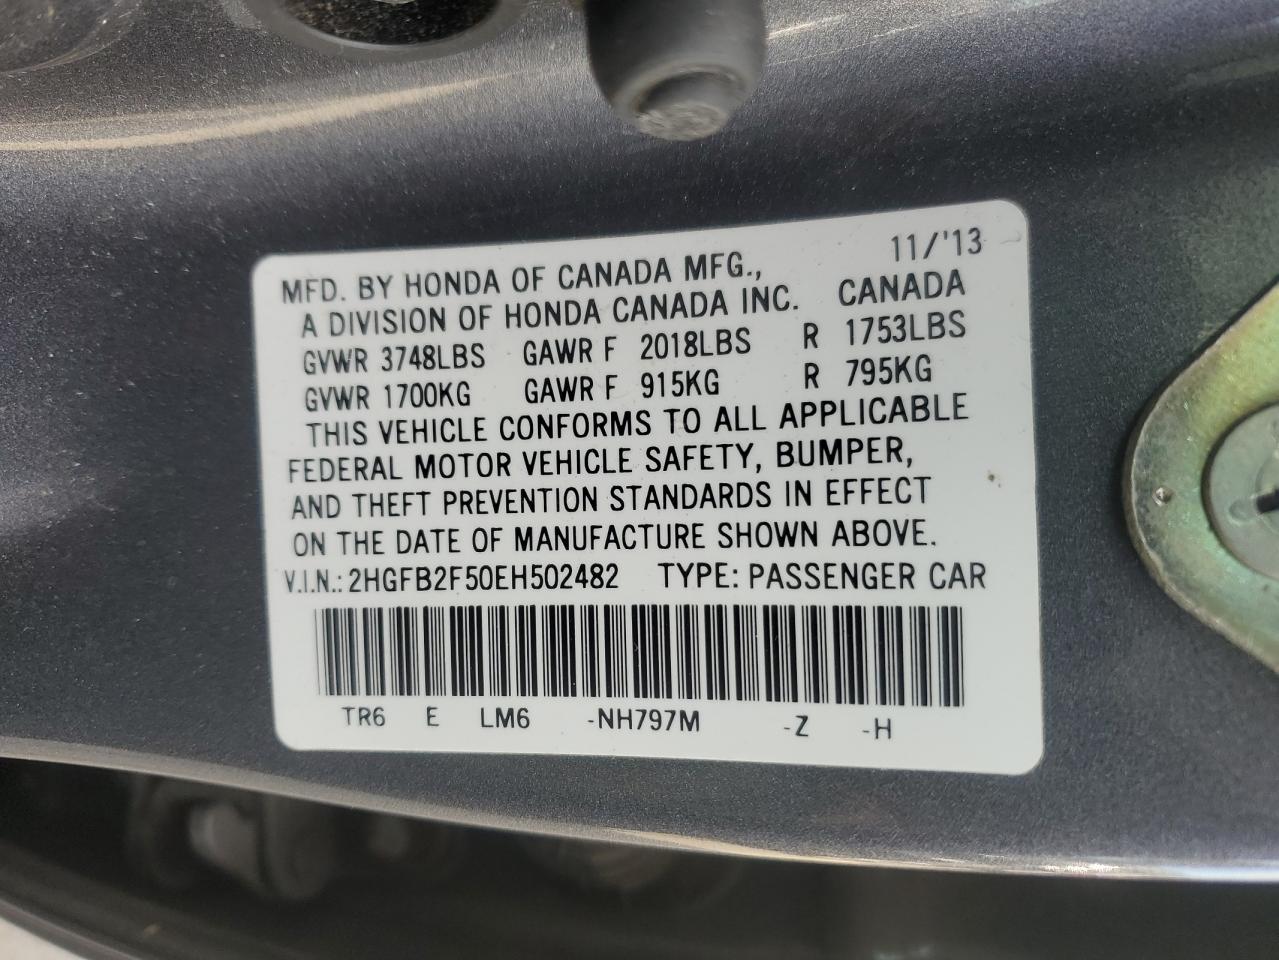 11/'13
MFD. BY HONDA OF CANADA MFG.,
A DIVISION OF HONDA CANADA INC. CANADA
GVWR 3748LBS GAWR F 2018LBS R 1753LBS
GVWR 1700KG GAWR F 915KG R 795KG
THIS VEHICLE CONFORMS TO ALL APPLICABLE
FEDERAL MOTOR VEHICLE SAFETY, BUMPER,
AND THEFT PREVENTION STANDARDS IN EFFECT
ON THE DATE OF MANUFACTURE SHOWN ABOVE.
V.I.N.: 2HGFB2F50EH502482 TYPE: PASSENGER CAR
TR6 E LM6 -NH797M -Z -H